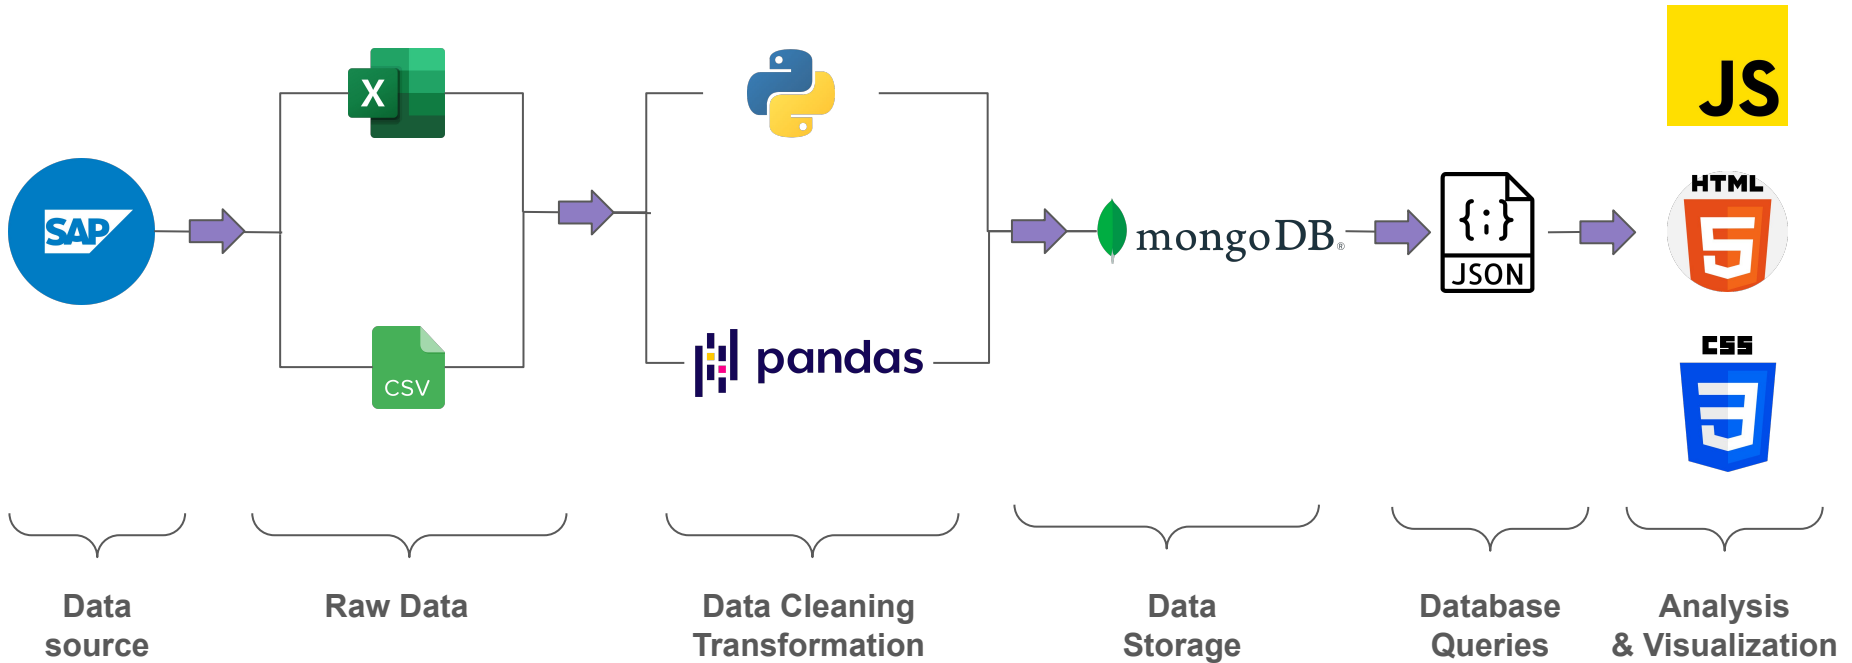 JS
X
HTML
SAP
mongoDB®
{;}
JSON
5
CSS
pandas
CSV
3
Data
source
Raw Data
Data Cleaning
Transformation
Data
Storage
Database
Queries
Analysis
& Visualization